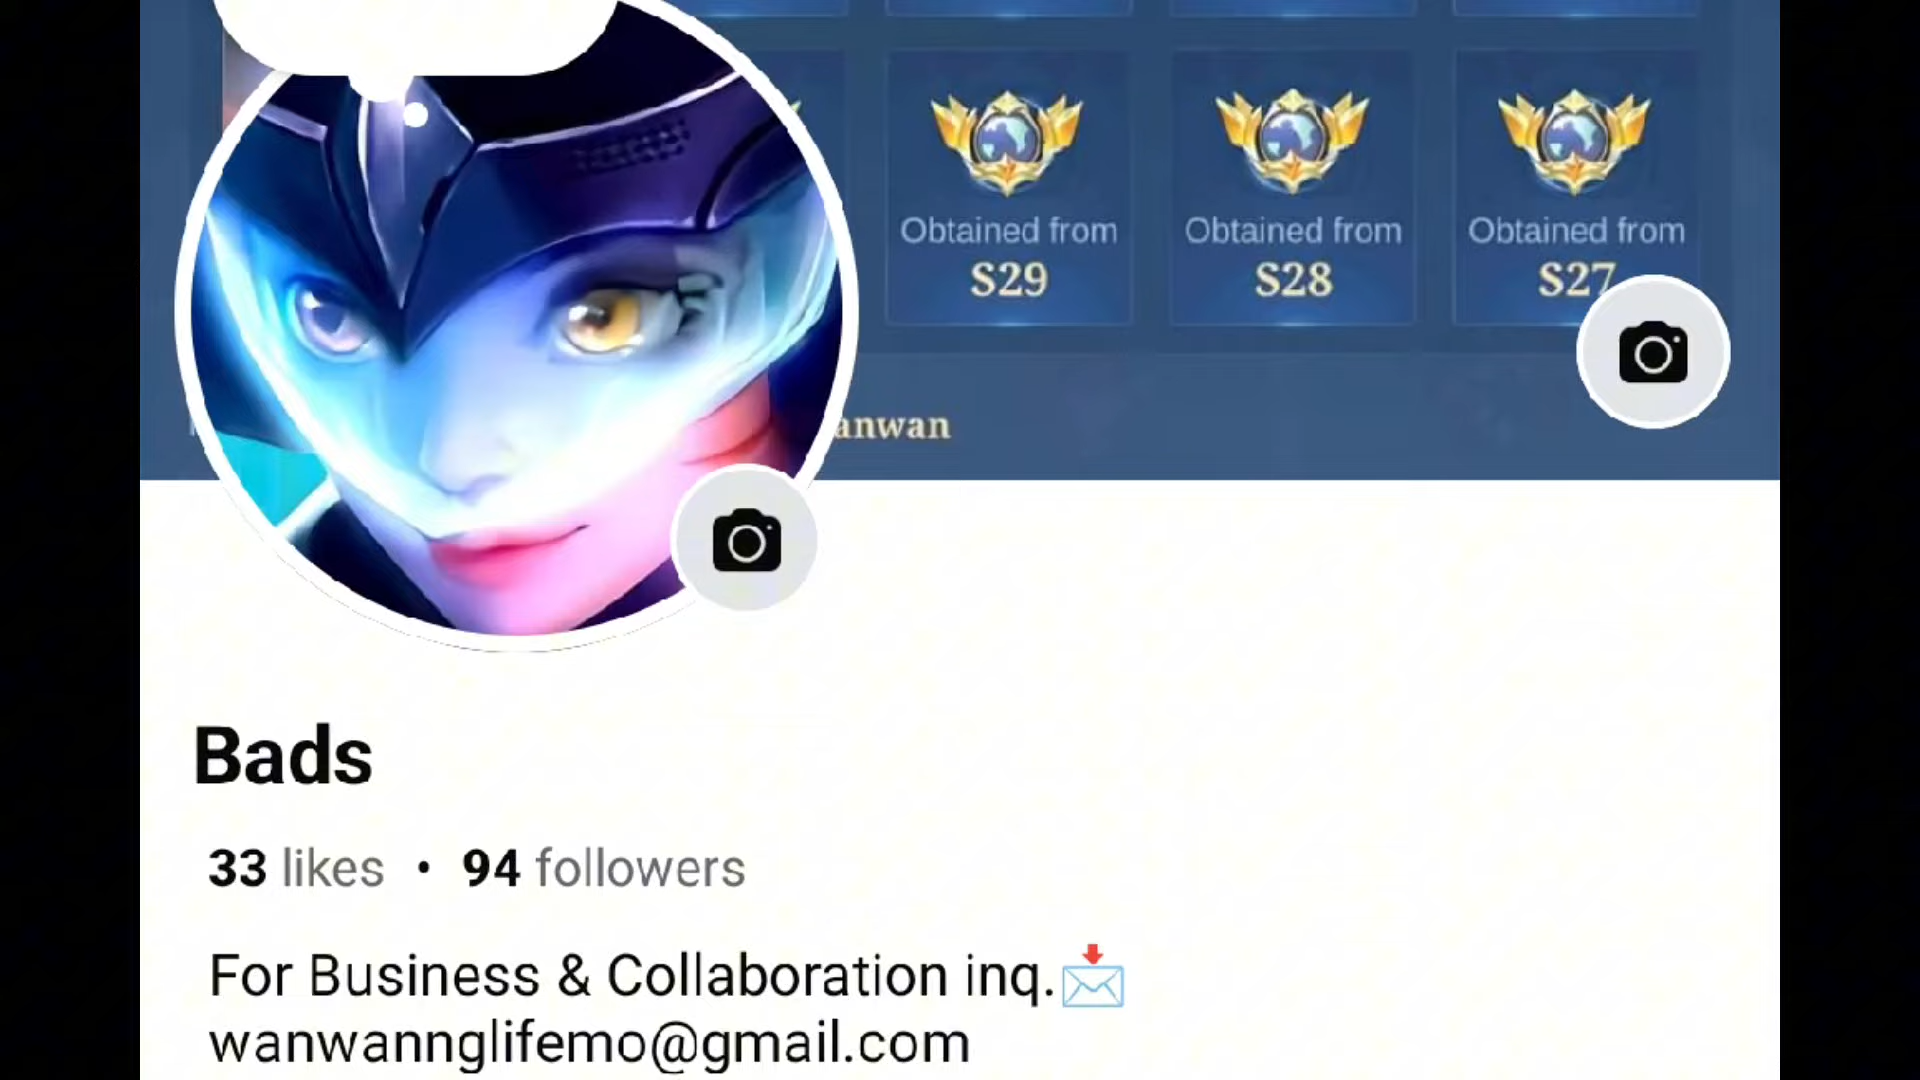 Obtained from
S29
Obtained from
S28
Obtained from
S27
anwan
Bads
33 likes • 94 followers
For Business & Collaboration inq.📩
wanwannglifemo@gmail.com